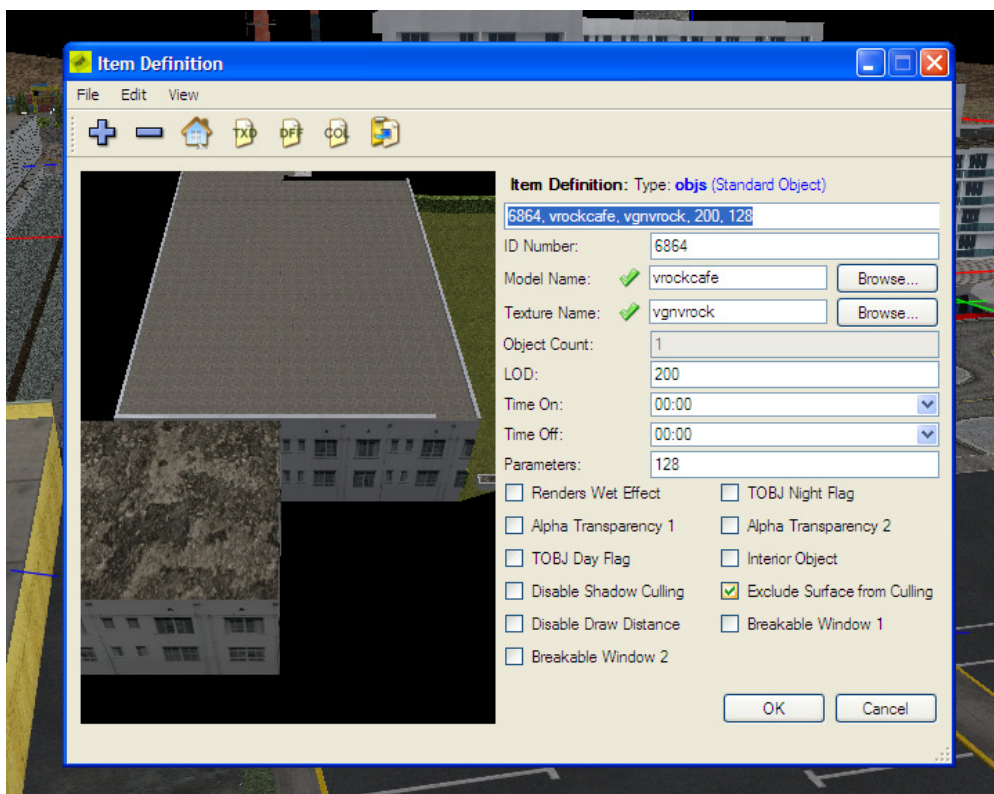 Item Definition
File Edit View
TXD DFF COL
Item Definition: Type: objs (Standard Object)
6864, vrockcafe, vgnvrock, 200, 128
ID Number: 6864
Model Name: vrockcafe Browse...
Texture Name: vgnvrock Browse...
Object Count: 1
LOD: 200
Time On: 00:00
Time Off: 00:00
Parameters: 128
Renders Wet Effect TOBJ Night Flag
Alpha Transparency 1 Alpha Transparency 2
TOBJ Day Flag Interior Object
Disable Shadow Culling Exclude Surface from Culling
Disable Draw Distance Breakable Window 1
Breakable Window 2
OK Cancel